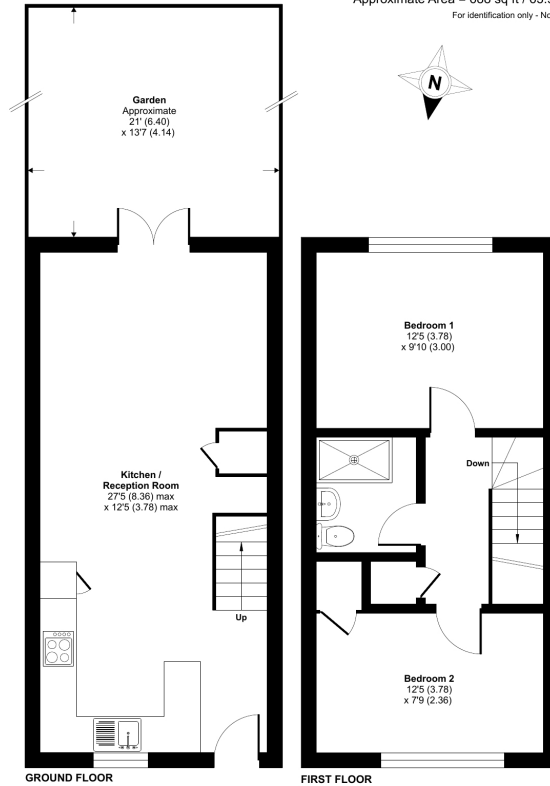 Approximate Area = 688 sq ft / 63.
For identification only - No
N
Garden
Approximate
21' (6.40)
x 13'7 (4.14)
Kitchen /
Reception Room
27'5 (8.36) max
x 12'5 (3.78) max
Up
GROUND FLOOR
Bedroom 1
12'5 (3.78)
x 9'10 (3.00)
Down
Bedroom 2
12'5 (3.78)
x 7'9 (2.36)
FIRST FLOOR